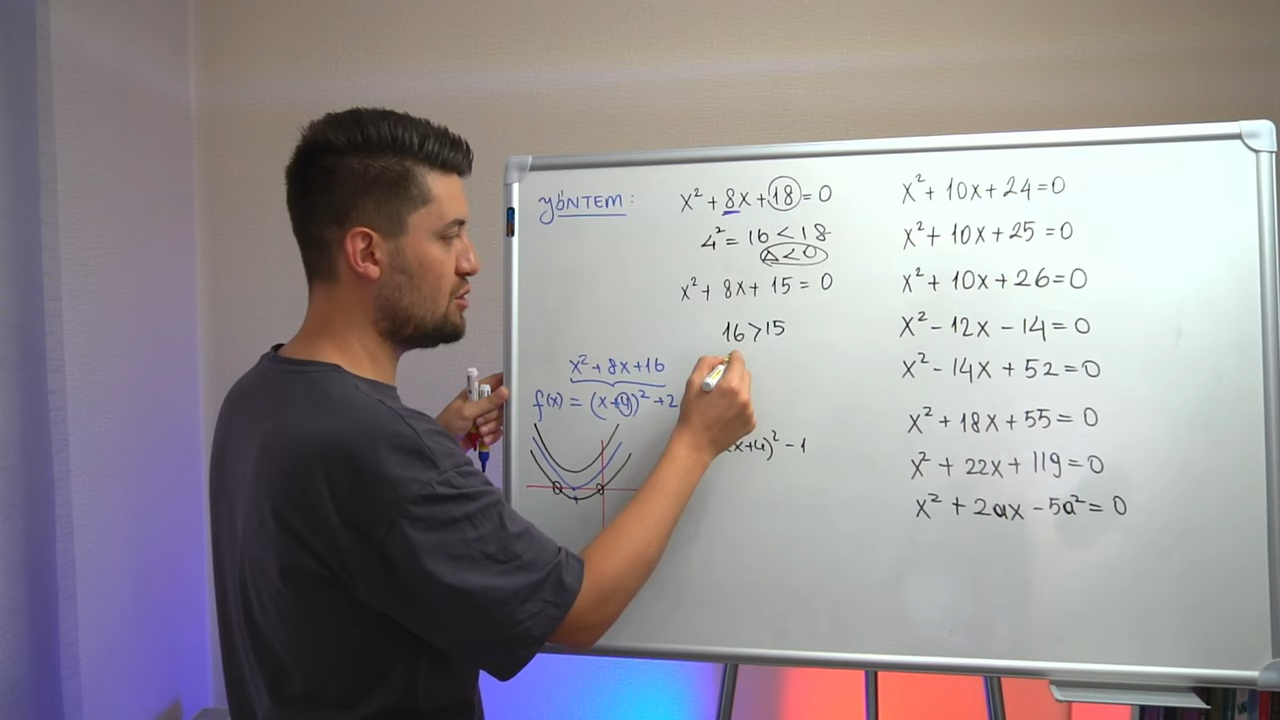 YÖNTEM:
x² + 8x + 18 = 0
4² = 16 < 18
Δ < 0
x² + 8x + 15 = 0
16 > 15
x² + 8x + 16
f(x) = (x+4)² + 2
x+4)² - 1
x² + 10x + 24 = 0
x² + 10x + 25 = 0
x² + 10x + 26 = 0
x² - 12x - 14 = 0
x² - 14x + 52 = 0
x² + 18x + 55 = 0
x² + 22x + 119 = 0
x² + 2ax - 5a² = 0